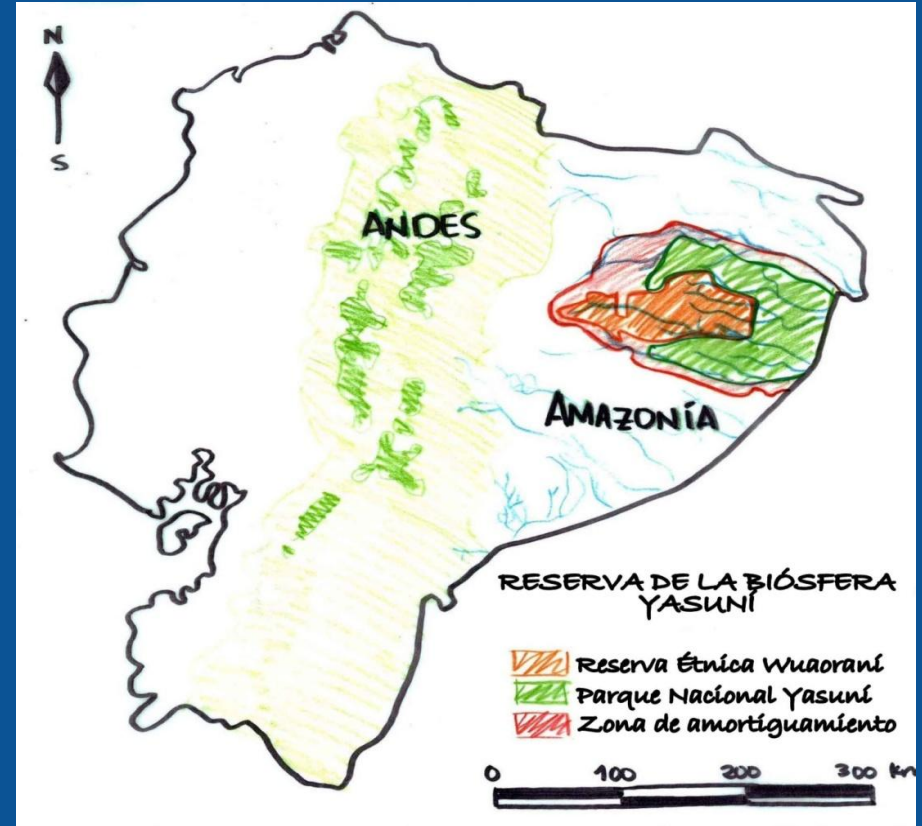 N
S
ANDES
AMAZONÍA
RESERVA DE LA BIÓSFERA
YASUNÍ
Reserva Étnica Wuaorani
Parque Nacional Yasuní
Zona de amortiguamiento
0 100 200 300 km